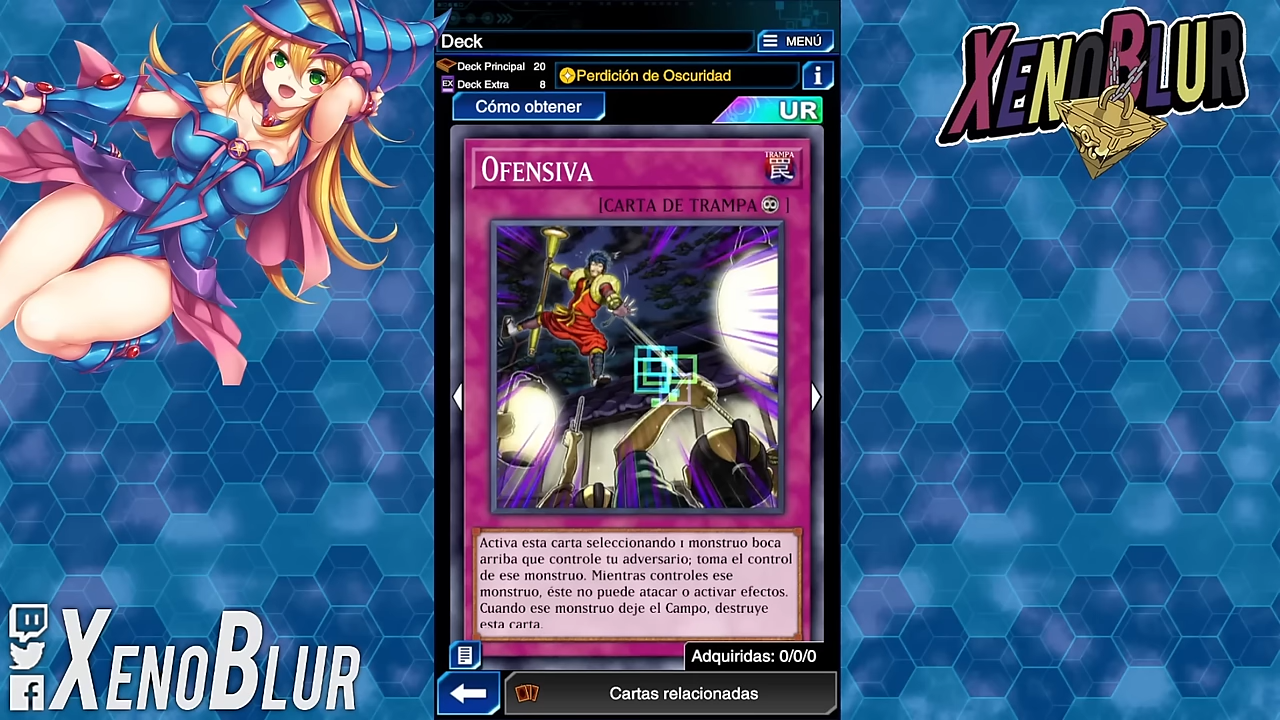 Deck
MENÚ
Deck Principal 20
EX Deck Extra 8
Perdición de Oscuridad
i
Cómo obtener
UR
XENOBLUR
OFENSIVA
TRAMPA
罠
[CARTA DE TRAMPA ]
Activa esta carta seleccionando 1 monstruo boca
arriba que controle tu adversario; toma el control
de ese monstruo. Mientras controles ese
monstruo, éste no puede atacar o activar efectos.
Cuando ese monstruo deje el Campo, destruye
esta carta.
Adquiridas: 0/0/0
Cartas relacionadas
XENOBLUR